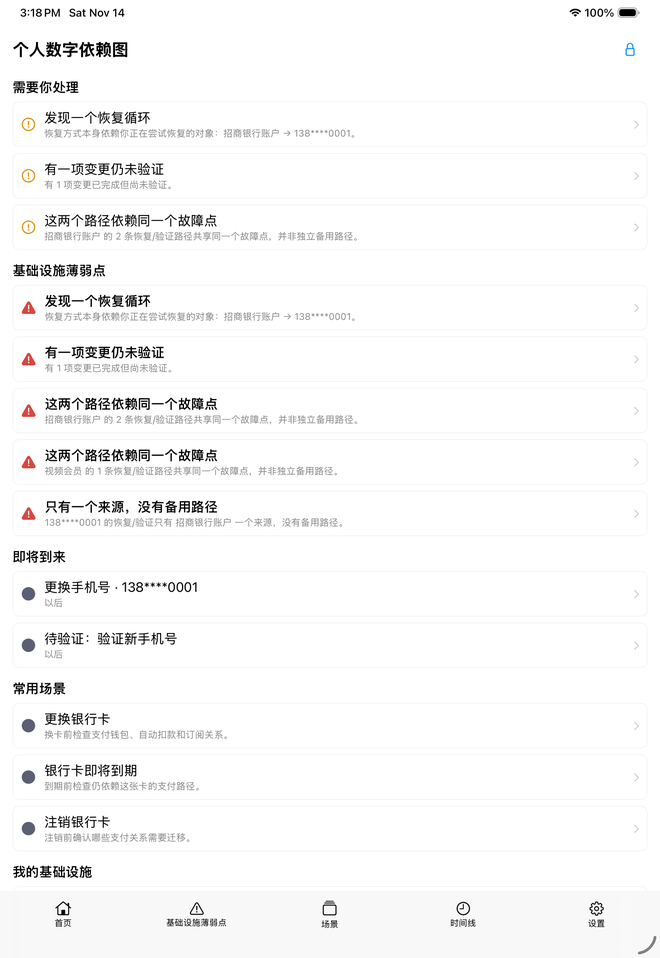 3:18 PM Sat Nov 14
100%
个人数字依赖图
需要你处理
发现一个恢复循环
恢复方式本身依赖你正在尝试恢复的对象：招商银行账户 → 138****0001。
有一项变更仍未验证
有 1 项变更已完成但尚未验证。
这两个路径依赖同一个故障点
招商银行账户 的 2 条恢复/验证路径共享同一个故障点，并非独立备用路径。
基础设施薄弱点
发现一个恢复循环
恢复方式本身依赖你正在尝试恢复的对象：招商银行账户 → 138****0001。
有一项变更仍未验证
有 1 项变更已完成但尚未验证。
这两个路径依赖同一个故障点
招商银行账户 的 2 条恢复/验证路径共享同一个故障点，并非独立备用路径。
这两个路径依赖同一个故障点
视频会员 的 1 条恢复/验证路径共享同一个故障点，并非独立备用路径。
只有一个来源，没有备用路径
138****0001 的恢复/验证只有 招商银行账户 一个来源，没有备用路径。
即将到来
更换手机号 · 138****0001
以后
待验证：验证新手机号
以后
常用场景
更换银行卡
换卡前检查支付钱包、自动扣款和订阅关系。
银行卡即将到期
到期前检查仍依赖这张卡的支付路径。
注销银行卡
注销前确认哪些支付关系需要迁移。
我的基础设施
首页
基础设施薄弱点
场景
时间线
设置